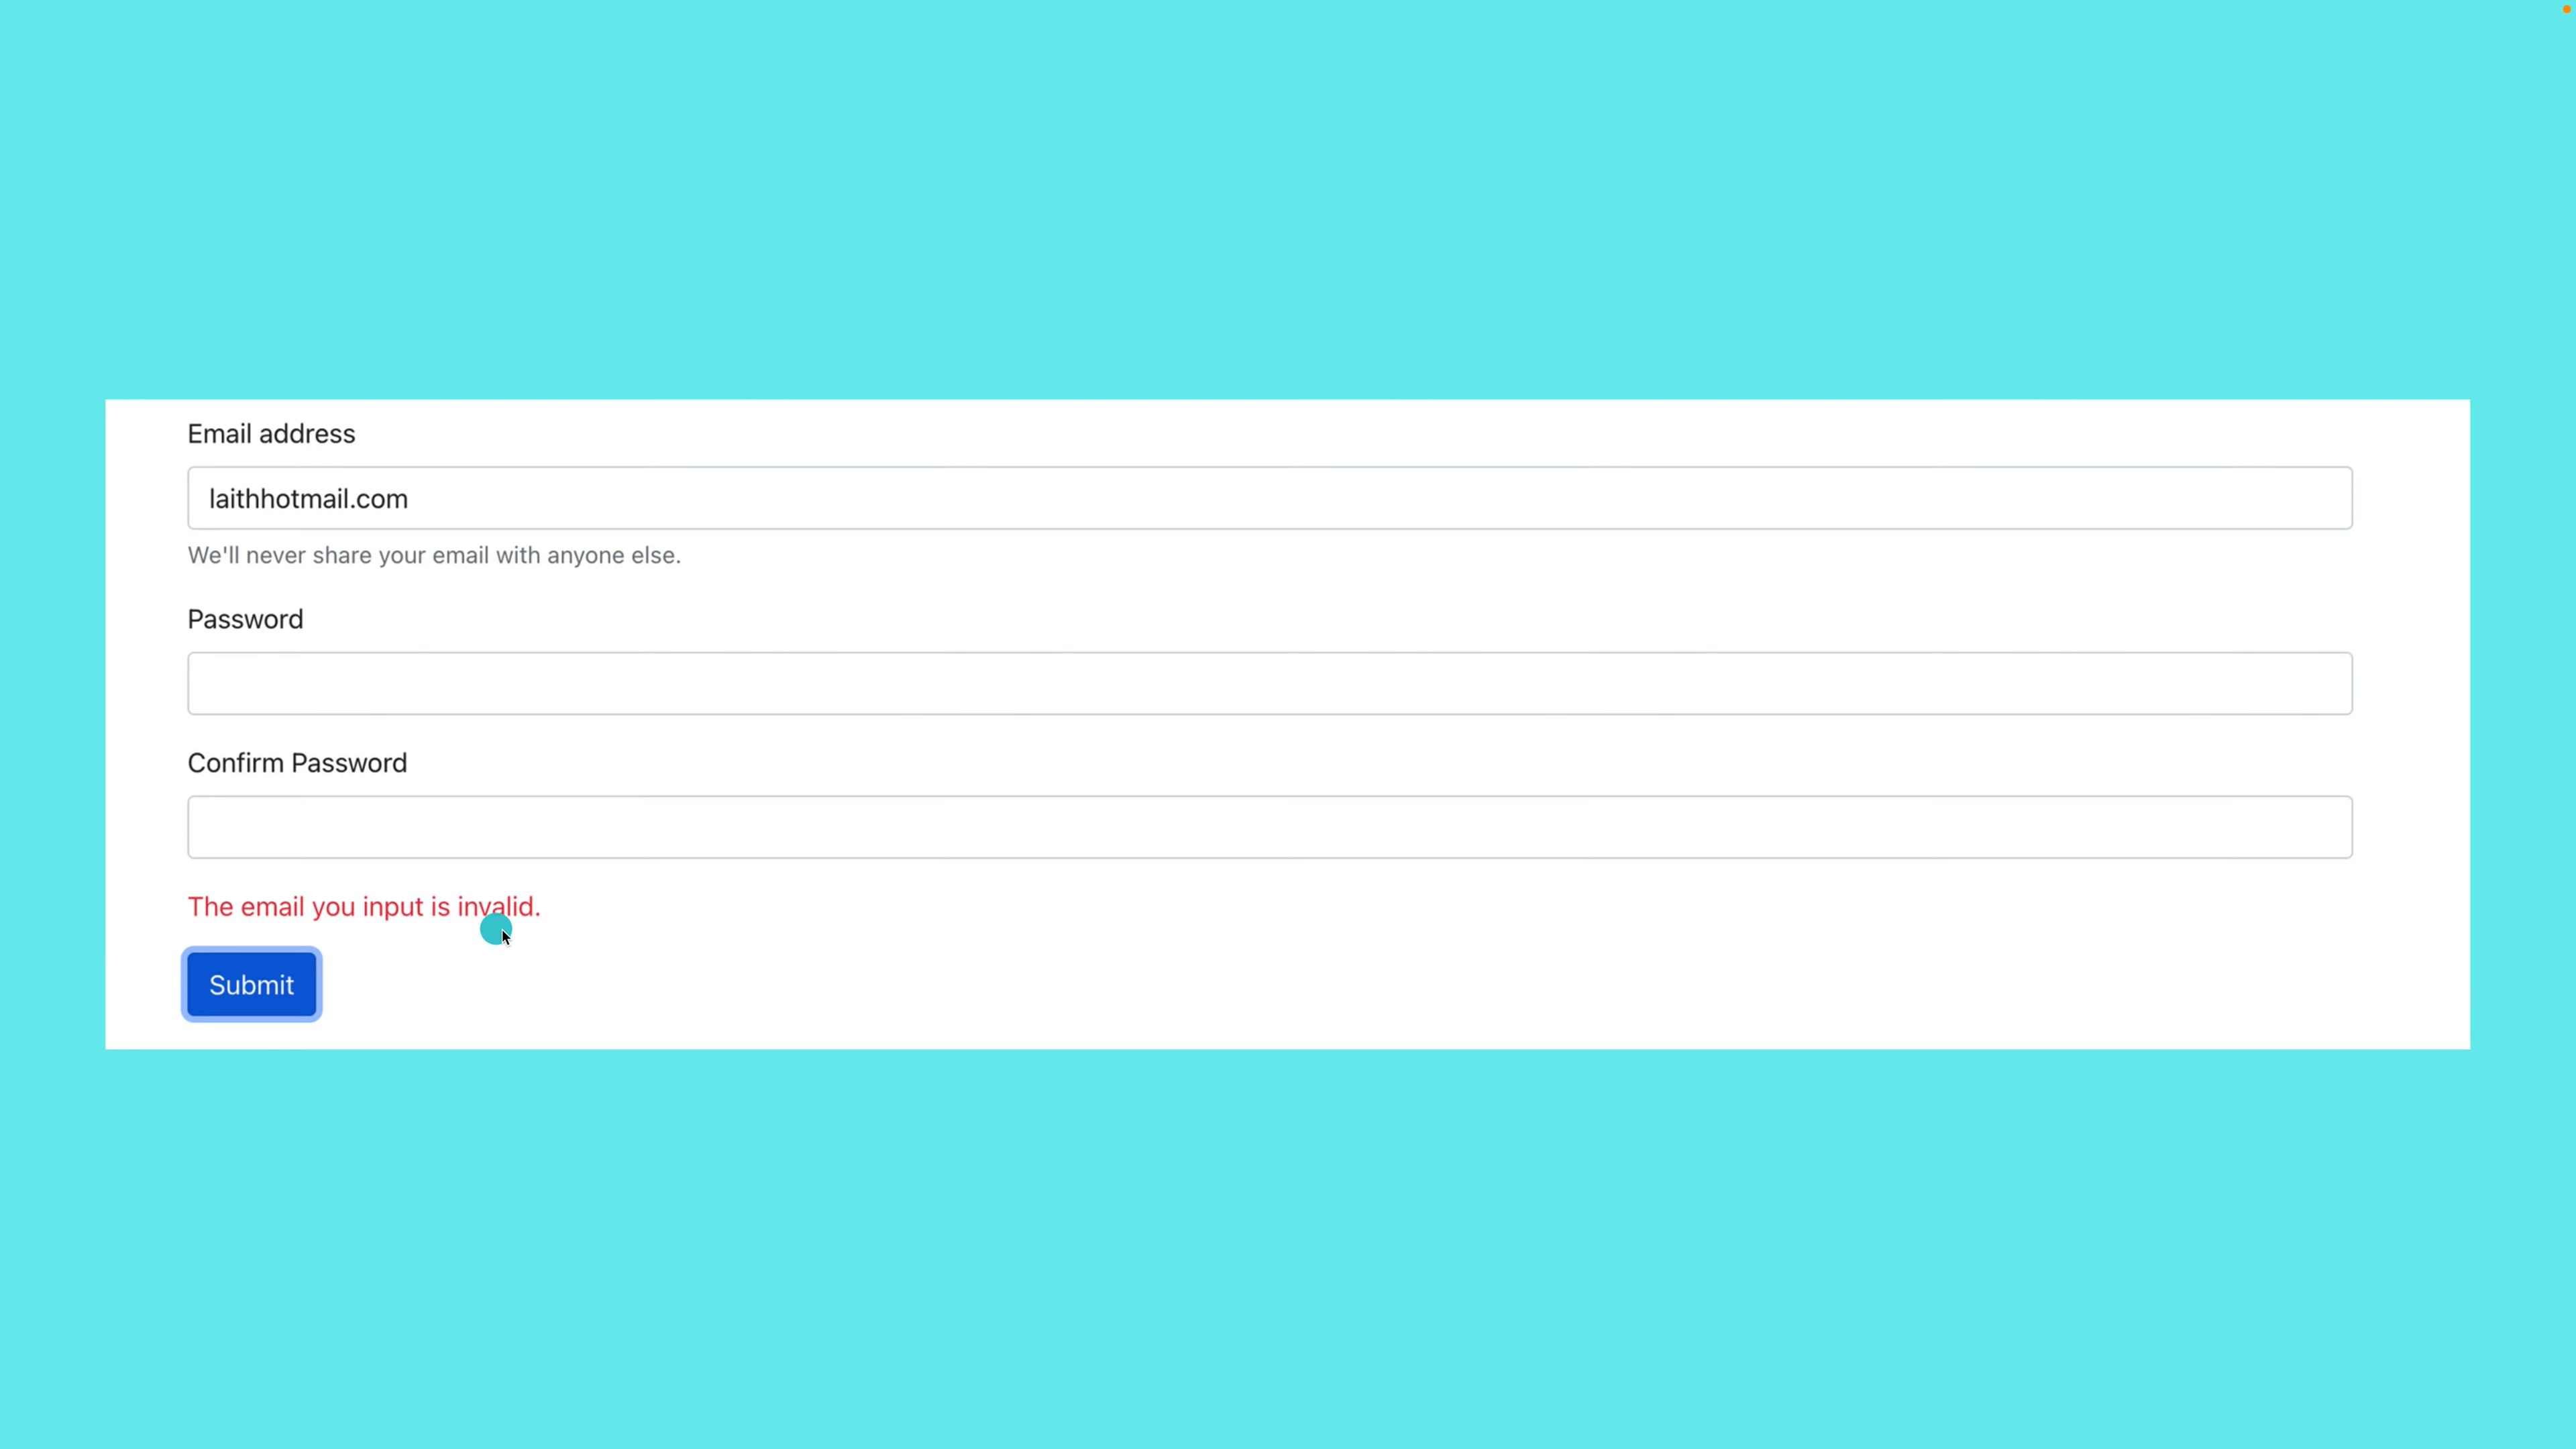 Email address
laithhotmail.com
We'll never share your email with anyone else.
Password
Confirm Password
The email you input is invalid.
Submit